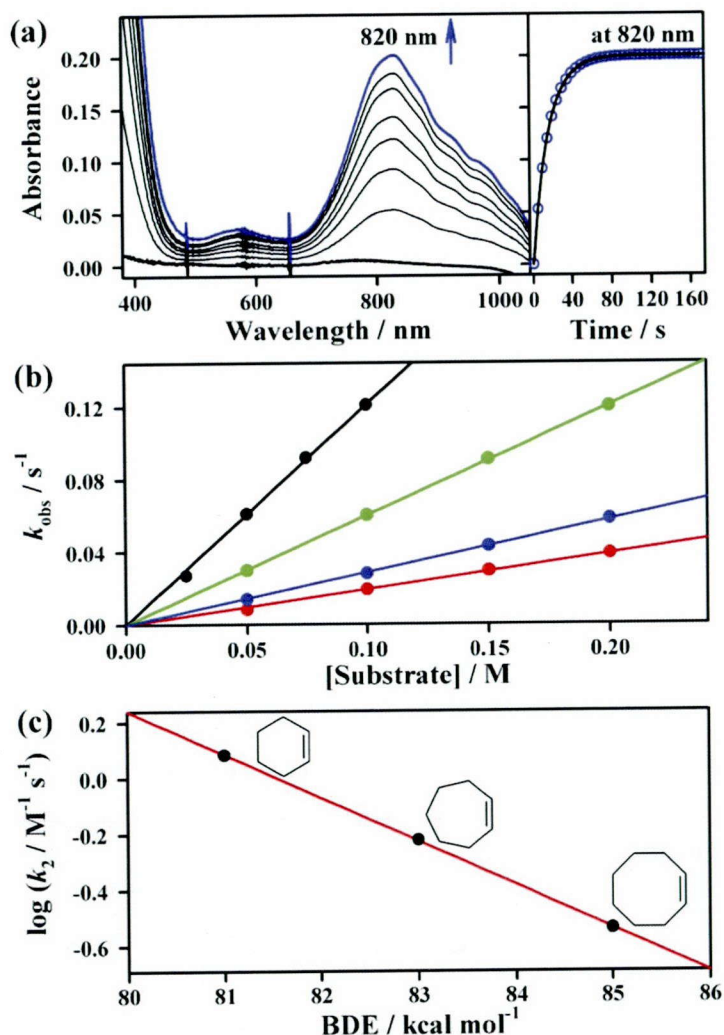 (a)
820 nm
at 820 nm
0.20
0.15
0.10
0.05
0.00
Absorbance
400 600 800 1000
0 40 80 120 160
Wavelength / nm
Time / s
(b)
0.12
0.08
0.04
0.00
k_obs / s⁻¹
0.00 0.05 0.10 0.15 0.20
[Substrate] / M
(c)
0.2
0.0
-0.2
-0.4
-0.6
log (k₂ / M⁻¹ s⁻¹)
80 81 82 83 84 85 86
BDE / kcal mol⁻¹